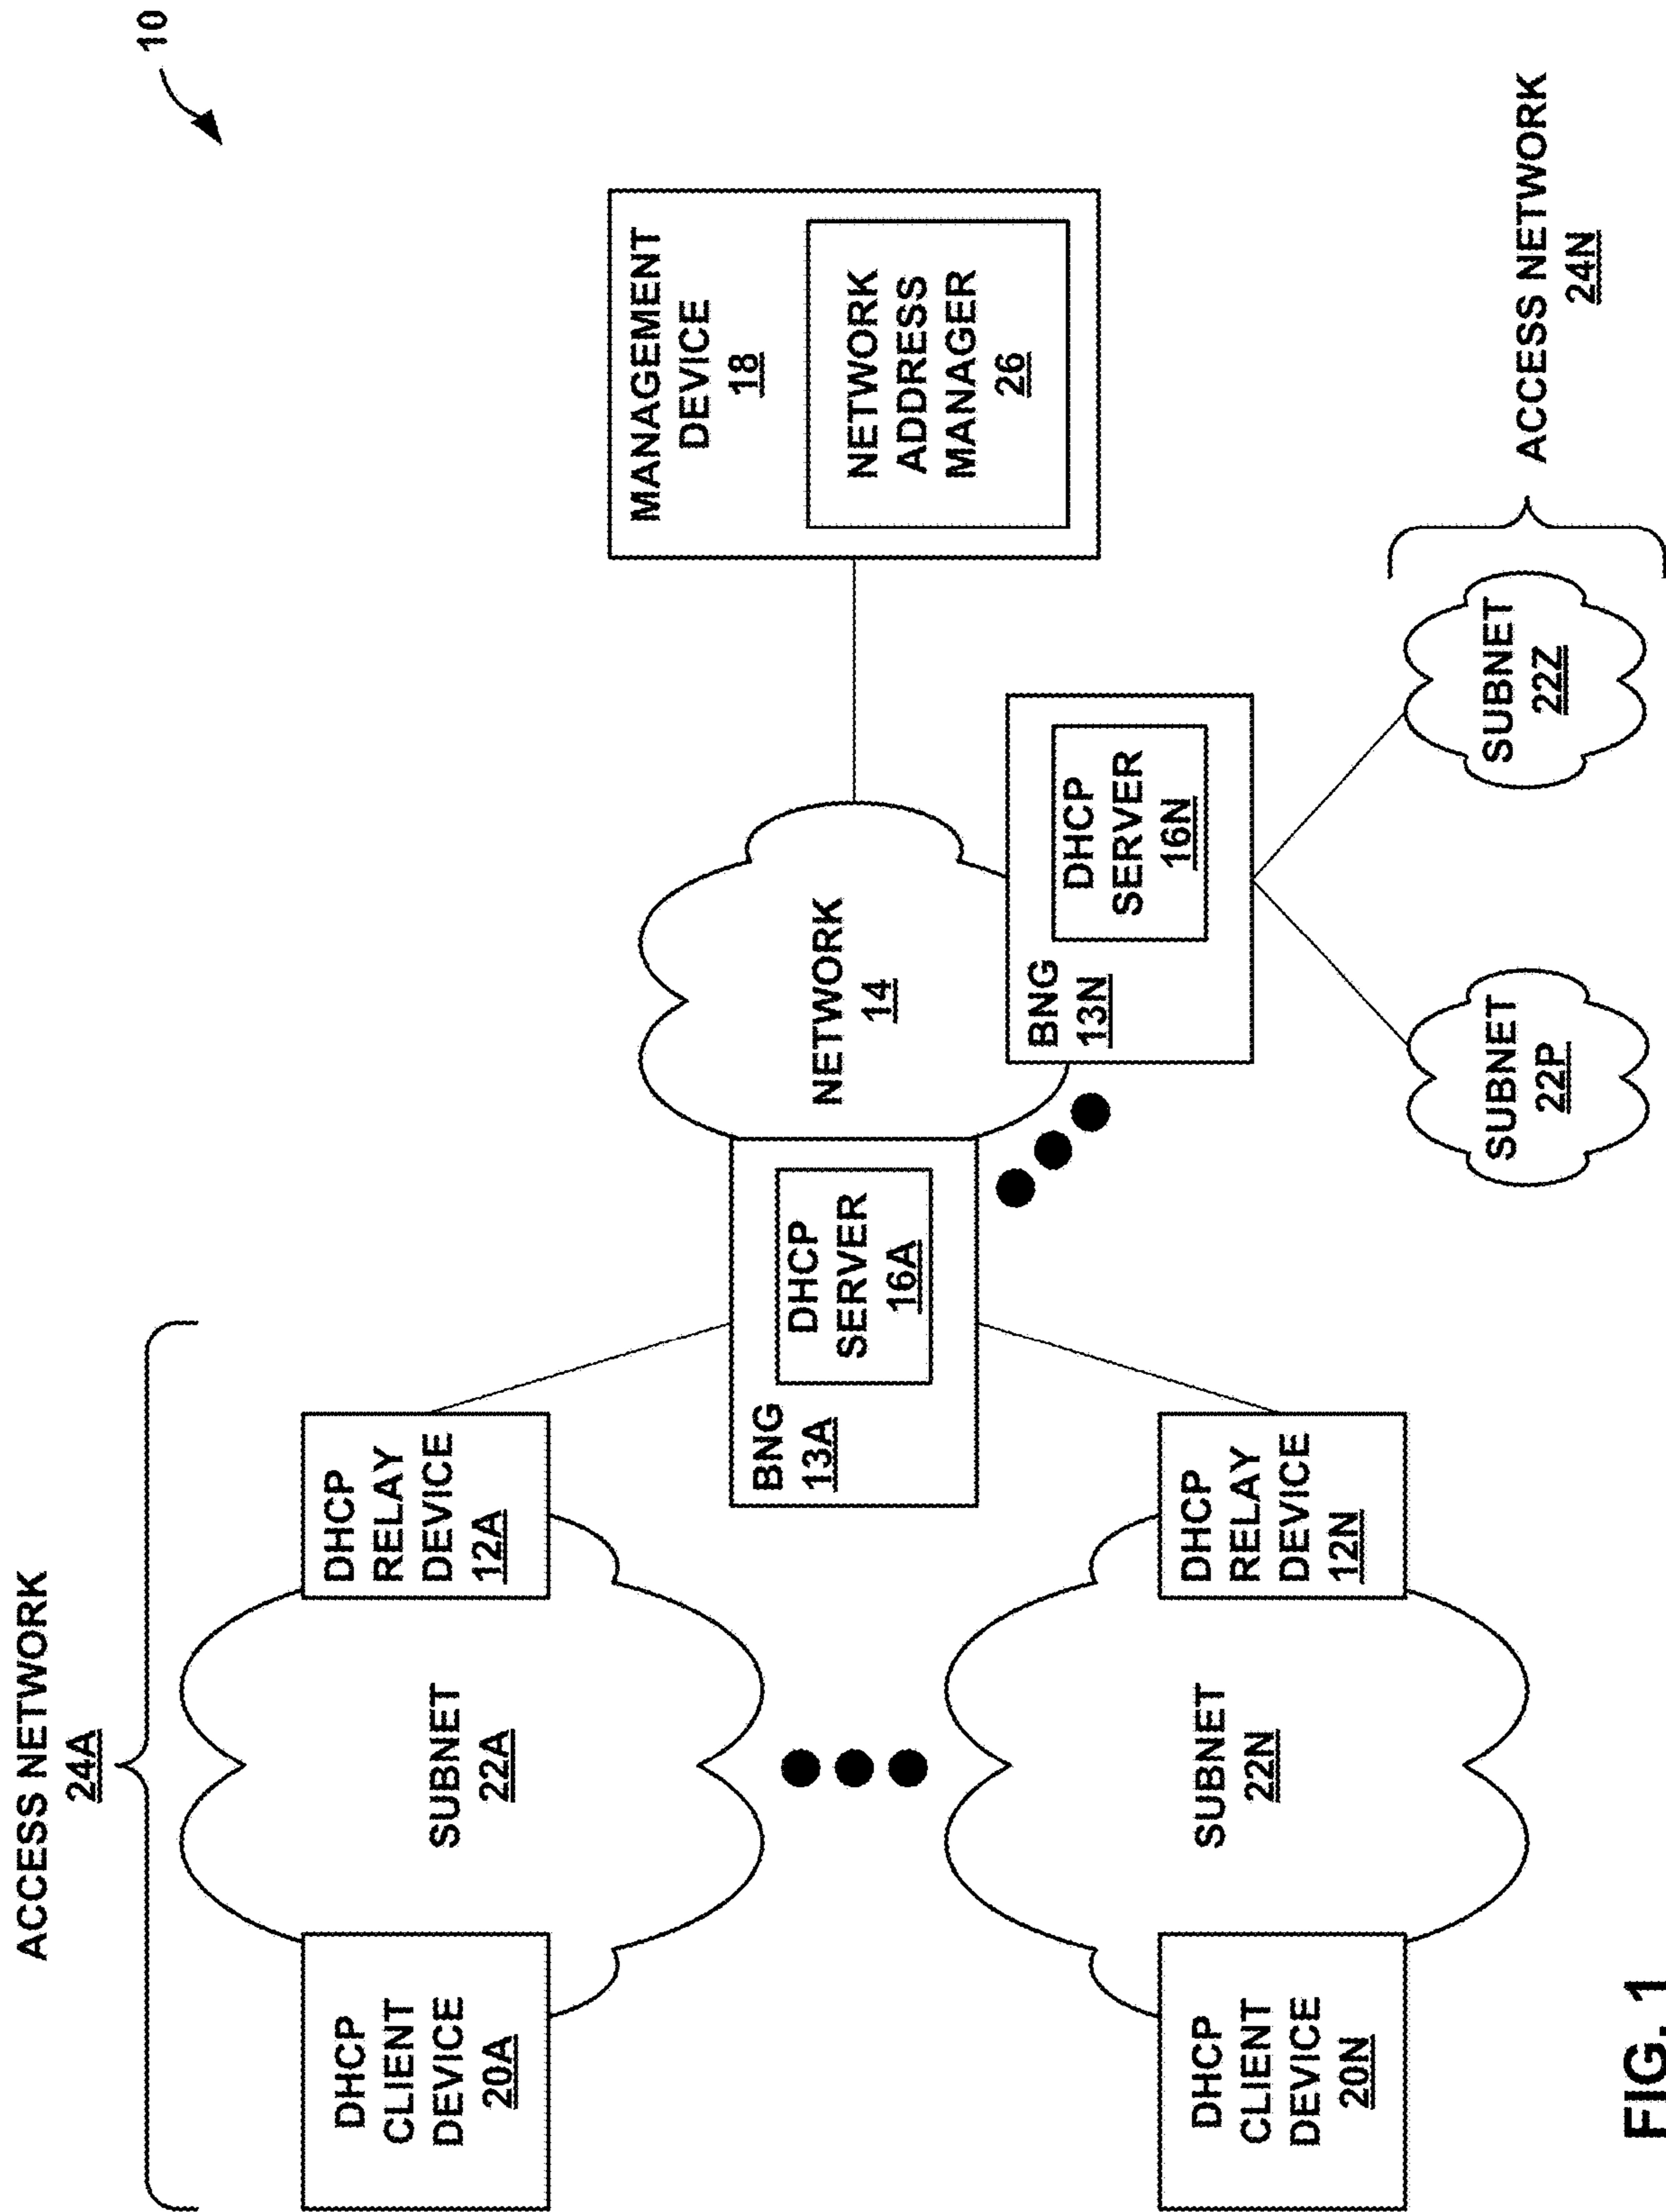 10
ACCESS NETWORK
24A
DHCP
CLIENT
DEVICE
20A
SUBNET
22A
DHCP
RELAY
DEVICE
12A
BNG
13A
DHCP
SERVER
16A
NETWORK
14
MANAGEMENT
DEVICE
18
NETWORK
ADDRESS
MANAGER
26
BNG
13N
DHCP
SERVER
16N
DHCP
CLIENT
DEVICE
20N
SUBNET
22N
DHCP
RELAY
DEVICE
12N
SUBNET
22P
SUBNET
22Z
ACCESS NETWORK
24N
FIG. 1